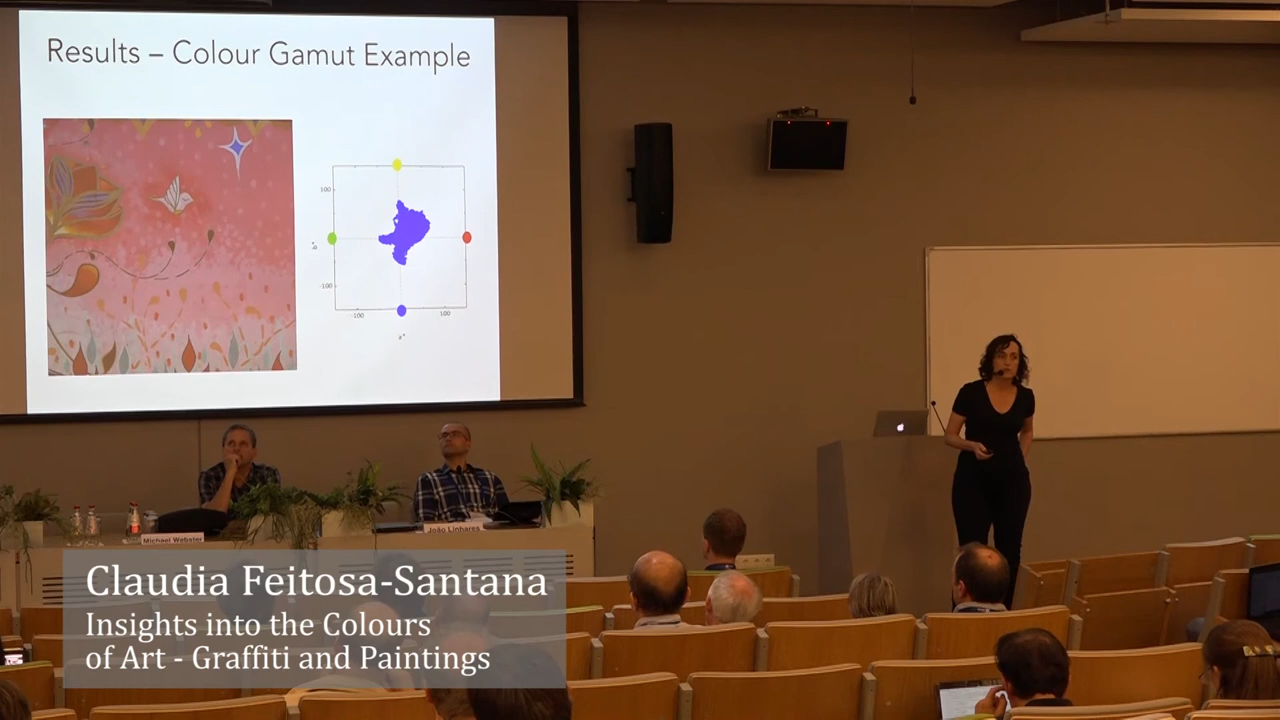 Results – Colour Gamut Example
100
b*
-100
-100
100
a*
Michael Webster
João Linhares
Claudia Feitosa-Santana
Insights into the Colours
of Art - Graffiti and Paintings